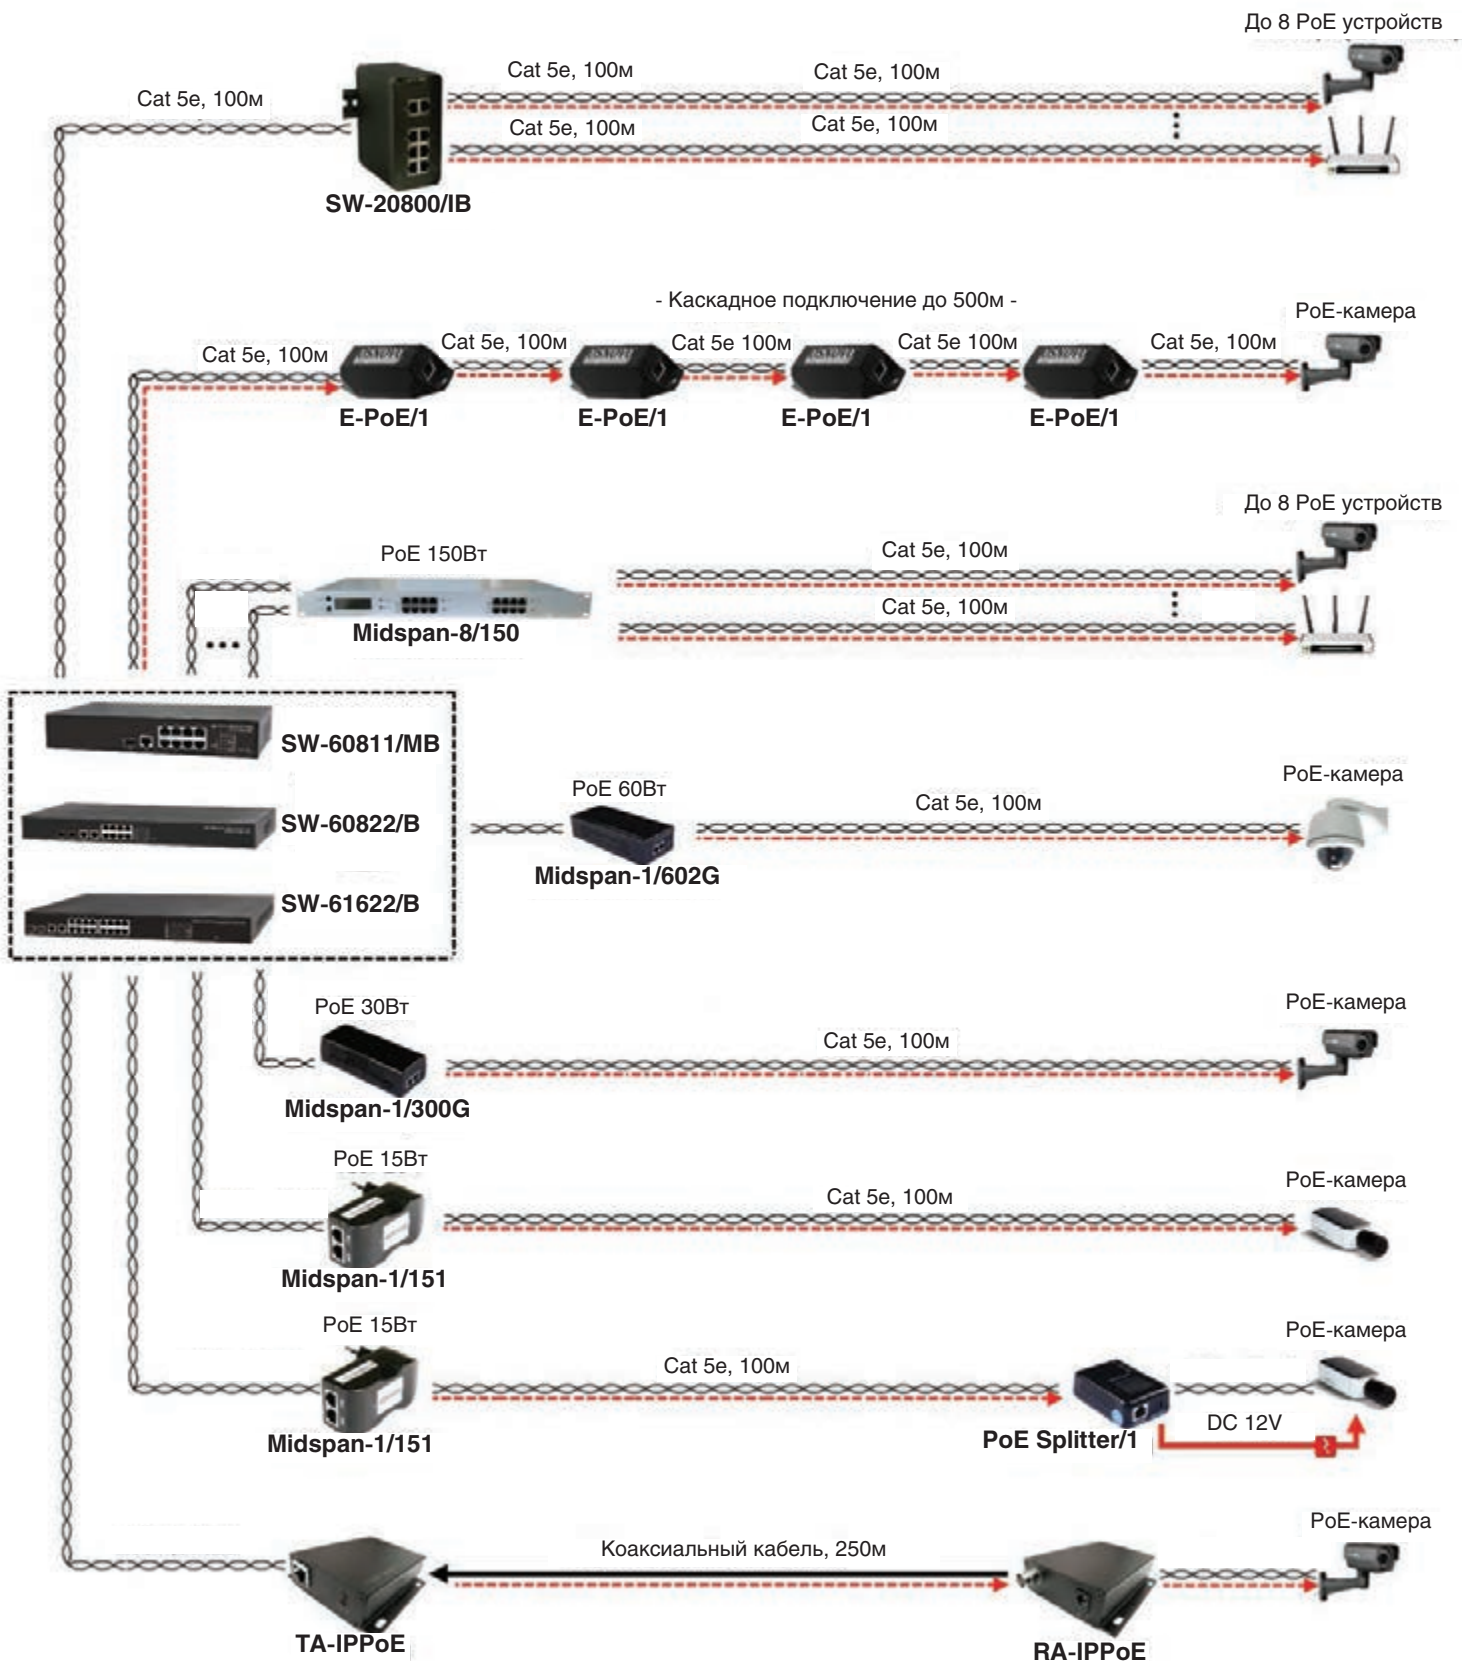 До 8 PoE устройств
Cat 5e, 100м
Cat 5e, 100м
Cat 5e, 100м
Cat 5e, 100м
Cat 5e, 100м
SW-20800/IB
- Каскадное подключение до 500м -
PoE-камера
Cat 5e, 100м
Cat 5e, 100м
Cat 5e 100м
Cat 5e 100м
Cat 5e, 100м
E-PoE/1
E-PoE/1
E-PoE/1
E-PoE/1
До 8 PoE устройств
PoE 150Вт
Cat 5e, 100м
Cat 5e, 100м
Midspan-8/150
SW-60811/MB
SW-60822/B
SW-61622/B
PoE 60Вт
Cat 5e, 100м
PoE-камера
Midspan-1/602G
PoE 30Вт
Cat 5e, 100м
PoE-камера
Midspan-1/300G
PoE 15Вт
Cat 5e, 100м
PoE-камера
Midspan-1/151
PoE 15Вт
Cat 5e, 100м
PoE-камера
Midspan-1/151
PoE Splitter/1
DC 12V
Коаксиальный кабель, 250м
PoE-камера
TA-IPPoE
RA-IPPoE